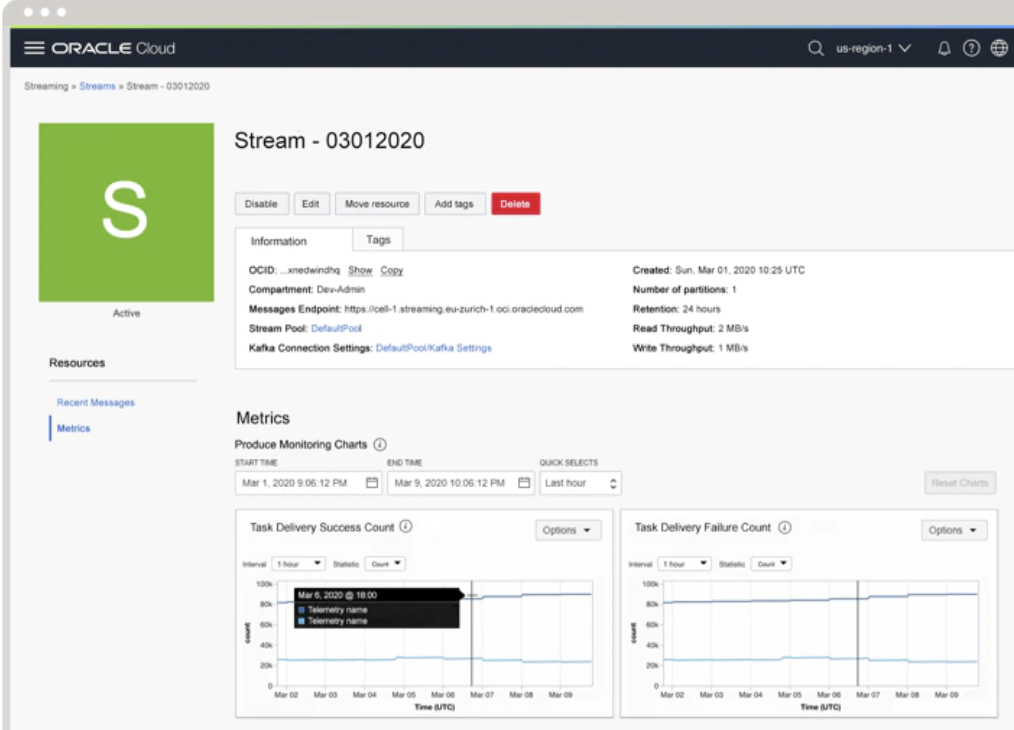 ORACLE Cloud
us-region-1
Streaming » Streams » Stream - 03012020
S
Active
Stream - 03012020
Disable Edit Move resource Add tags Delete
Information Tags
OCID: ...xnedwindhq Show Copy
Compartment: Dev-Admin
Messages Endpoint: https://cell-1.streaming.eu-zurich-1.oci.oraclecloud.com
Stream Pool: DefaultPool
Kafka Connection Settings: DefaultPool/Kafka Settings
Created: Sun, Mar 01, 2020 10:25 UTC
Number of partitions: 1
Retention: 24 hours
Read Throughput: 2 MB/s
Write Throughput: 1 MB/s
Resources
Recent Messages
Metrics
Metrics
Produce Monitoring Charts
START TIME END TIME QUICK SELECTS
Mar 1, 2020 9:06:12 PM Mar 9, 2020 10:06:12 PM Last hour Reset Charts
Task Delivery Success Count Options
Interval 1 hour Statistic Count
100k
80k
60k
40k
20k
0
count
Mar 6, 2020 @ 18:00
Telemetry name
Telemetry name
Mar 02 Mar 03 Mar 04 Mar 05 Mar 06 Mar 07 Mar 08 Mar 09
Time (UTC)
Task Delivery Failure Count Options
Interval 1 hour Statistic Count
100k
80k
60k
40k
20k
0
count
Mar 02 Mar 03 Mar 04 Mar 05 Mar 06 Mar 07 Mar 08 Mar 09
Time (UTC)